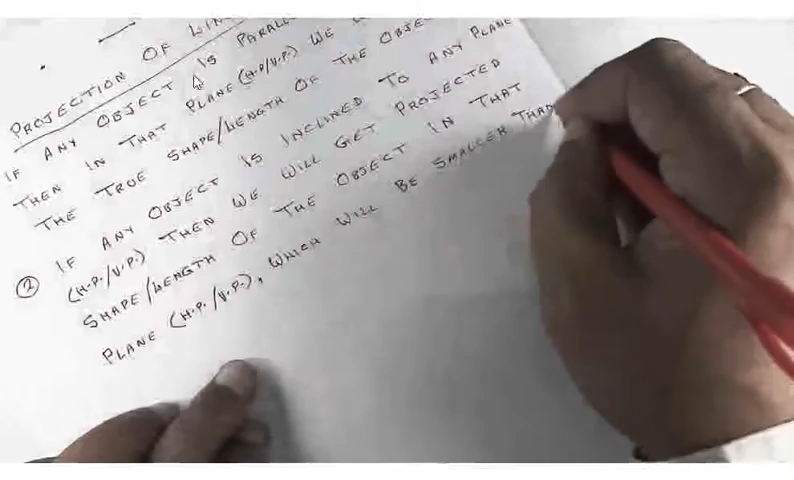 PROJECTION OF
IF ANY OBJECT IS
THEN IN THAT PLANE (H.P/V.P.) WE
THE TRUE SHAPE/LENGTH OF THE
② IF ANY OBJECT IS INCLINED TO ANY PLANE
(H.P./V.P.) THEN WE WILL GET PROJECTED
SHAPE/LENGTH OF THE OBJECT IN THAT
PLANE (H.P./V.P.), WHICH WILL BE SMALLER THAN